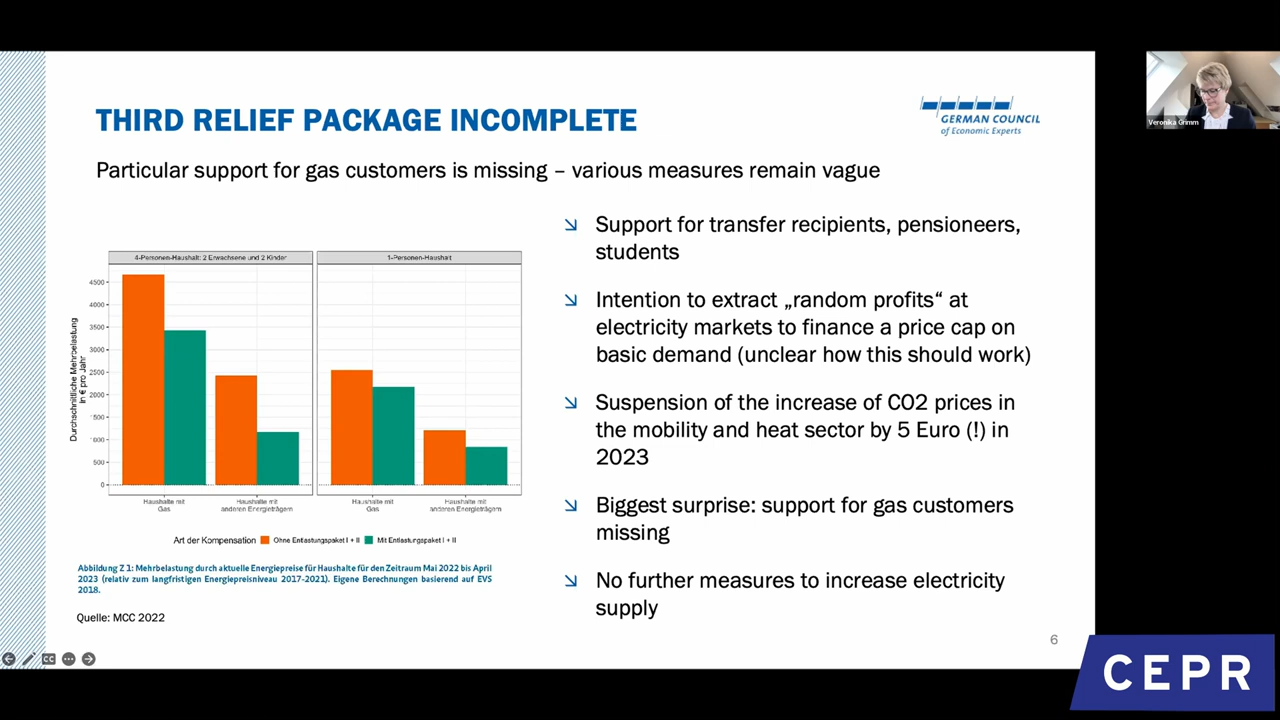 THIRD RELIEF PACKAGE INCOMPLETE
GERMAN COUNCIL
of Economic Experts
Particular support for gas customers is missing – various measures remain vague
4-Personen-Haushalt: 2 Erwachsene und 2 Kinder
1-Personen-Haushalt
Durchschnittliche Mehrbelastung
in € pro Jahr
4500
4000
3500
3000
2500
2000
1500
1000
500
0
Haushalte mit
Gas
Haushalte mit
anderen Energieträgern
Haushalte mit
Gas
Haushalte mit
anderen Energieträgern
Art der Kompensation Ohne Entlastungspaket I + II Mit Entlastungspaket I + II
Abbildung Z 1: Mehrbelastung durch aktuelle Energiepreise für Haushalte für den Zeitraum Mai 2022 bis April
2023 (relativ zum langfristigen Energiepreisniveau 2017-2021). Eigene Berechnungen basierend auf EVS
2018.
Quelle: MCC 2022
Support for transfer recipients, pensioneers,
students
Intention to extract „random profits“ at
electricity markets to finance a price cap on
basic demand (unclear how this should work)
Suspension of the increase of CO2 prices in
the mobility and heat sector by 5 Euro (!) in
2023
Biggest surprise: support for gas customers
missing
No further measures to increase electricity
supply
6
CC
Veronika Grimm
CEPR